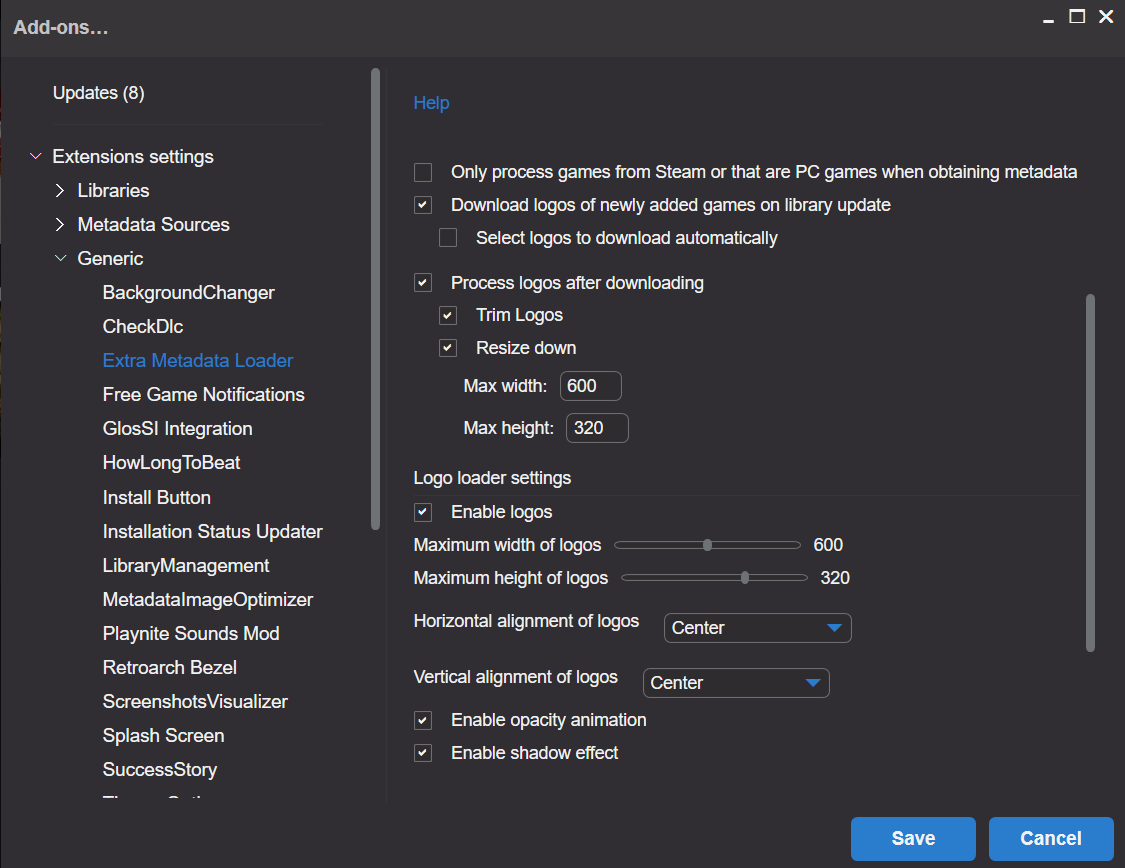 Add-ons...
Updates (8)
Extensions settings
Libraries
Metadata Sources
Generic
BackgroundChanger
CheckDlc
Extra Metadata Loader
Free Game Notifications
GlosSI Integration
HowLongToBeat
Install Button
Installation Status Updater
LibraryManagement
MetadataImageOptimizer
Playnite Sounds Mod
Retroarch Bezel
ScreenshotsVisualizer
Splash Screen
SuccessStory
Help
Only process games from Steam or that are PC games when obtaining metadata
Download logos of newly added games on library update
Select logos to download automatically
Process logos after downloading
Trim Logos
Resize down
Max width: 600
Max height: 320
Logo loader settings
Enable logos
Maximum width of logos 600
Maximum height of logos 320
Horizontal alignment of logos Center
Vertical alignment of logos Center
Enable opacity animation
Enable shadow effect
Save Cancel